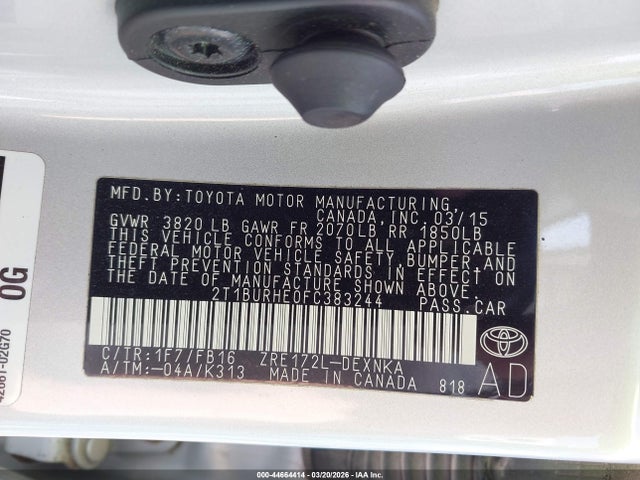 MFD.BY:TOYOTA MOTOR MANUFACTURING,
CANADA, INC. 03/15
GVWR 3820 LB GAWR FR 2070LB RR 1850LB
THIS VEHICLE CONFORMS TO ALL APPLICABLE
FEDERAL MOTOR VEHICLE SAFETY, BUMPER, AND
THEFT PREVENTION STANDARDS IN EFFECT ON
THE DATE OF MANUFACTURE SHOWN ABOVE.
2T1BURHE0FC383244 PASS.CAR
C/TR:1F7/FB16 ZRE172L-DEXNKA
A/TM:-04A/K313 MADE IN CANADA 818
AD
0G
42661-02G70
000-44664414 | 03/20/2026 | IAA Inc.